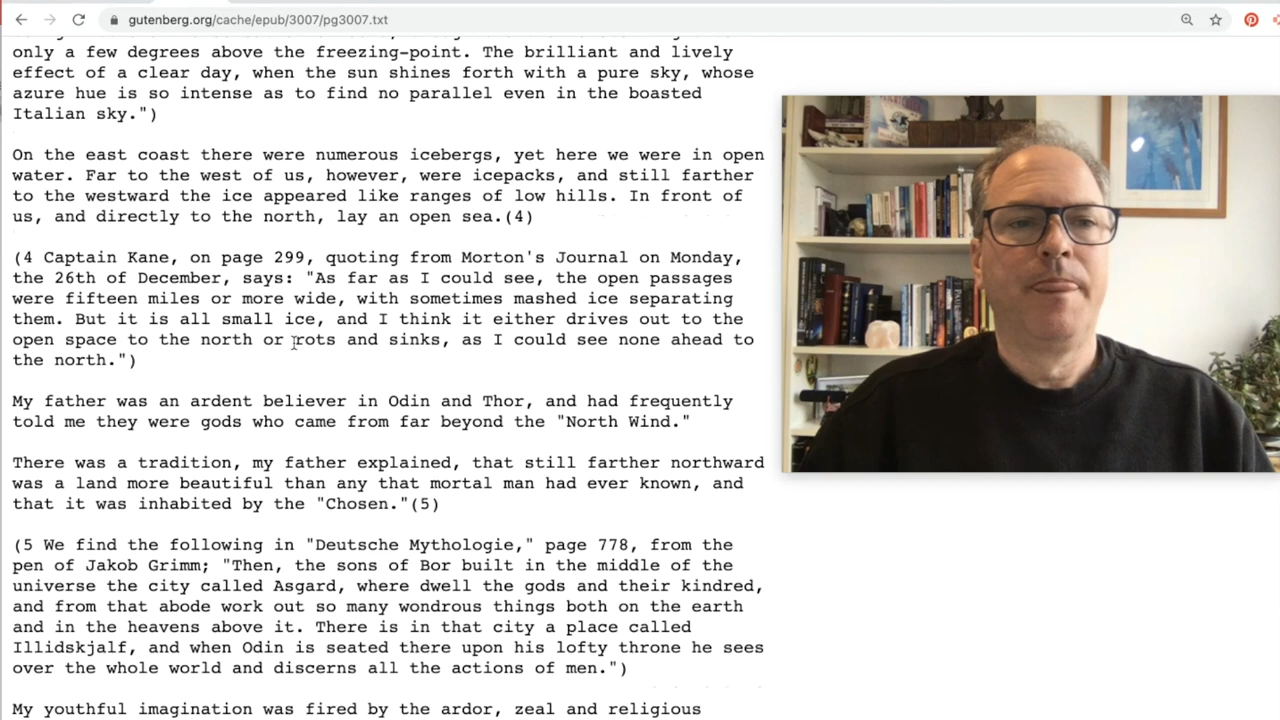 gutenberg.org/cache/epub/3007/pg3007.txt
only a few degrees above the freezing-point. The brilliant and lively
effect of a clear day, when the sun shines forth with a pure sky, whose
azure hue is so intense as to find no parallel even in the boasted
Italian sky.")
On the east coast there were numerous icebergs, yet here we were in open
water. Far to the west of us, however, were icepacks, and still farther
to the westward the ice appeared like ranges of low hills. In front of
us, and directly to the north, lay an open sea.(4)
(4 Captain Kane, on page 299, quoting from Morton's Journal on Monday,
the 26th of December, says: "As far as I could see, the open passages
were fifteen miles or more wide, with sometimes mashed ice separating
them. But it is all small ice, and I think it either drives out to the
open space to the north or rots and sinks, as I could see none ahead to
the north.")
My father was an ardent believer in Odin and Thor, and had frequently
told me they were gods who came from far beyond the "North Wind."
There was a tradition, my father explained, that still farther northward
was a land more beautiful than any that mortal man had ever known, and
that it was inhabited by the "Chosen."(5)
(5 We find the following in "Deutsche Mythologie," page 778, from the
pen of Jakob Grimm; "Then, the sons of Bor built in the middle of the
universe the city called Asgard, where dwell the gods and their kindred,
and from that abode work out so many wondrous things both on the earth
and in the heavens above it. There is in that city a place called
Illidskjalf, and when Odin is seated there upon his lofty throne he sees
over the whole world and discerns all the actions of men.")
My youthful imagination was fired by the ardor, zeal and religious